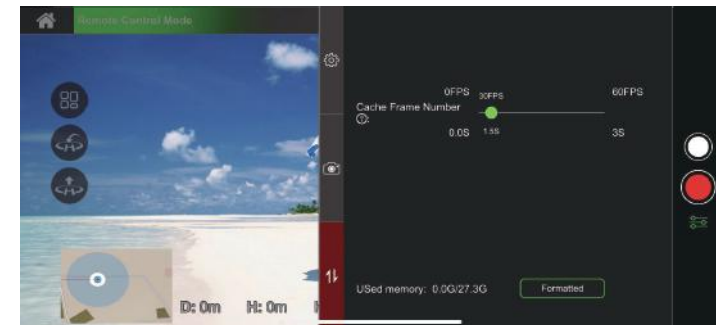 Remote Control Mode
0FPS 30FPS 60FPS
Cache Frame Number
①:
0.0S 1.5S 3S
USed memory: 0.0G/27.3G Formatted
D: 0m H: 0m